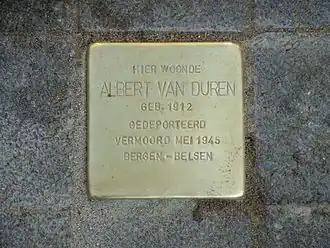 HIER WOONDE
ALBERT VAN DUREN
GEB. 1912
GEDEPORTEERD
VERMOORD MEI 1945
BERGEN-BELSEN